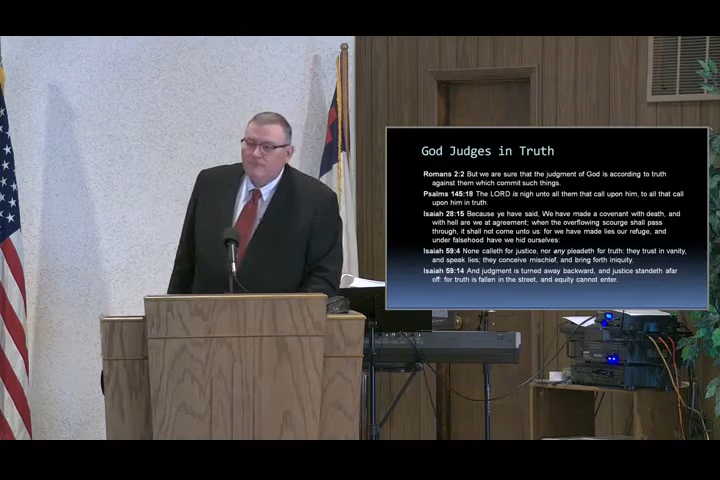 God Judges in Truth
Romans 2:2 But we are sure that the judgment of God is according to truth
against them which commit such things.
Psalms 145:18 The LORD is nigh unto all them that call upon him, to all that call
upon him in truth.
Isaiah 28:15 Because ye have said, We have made a covenant with death, and
with hell are we at agreement; when the overflowing scourge shall pass
through, it shall not come unto us: for we have made lies our refuge, and
under falsehood have we hid ourselves:
Isaiah 59:4 None calleth for justice, nor any pleadeth for truth: they trust in vanity,
and speak lies; they conceive mischief, and bring forth iniquity.
Isaiah 59:14 And judgment is turned away backward, and justice standeth afar
off: for truth is fallen in the street, and equity cannot enter.